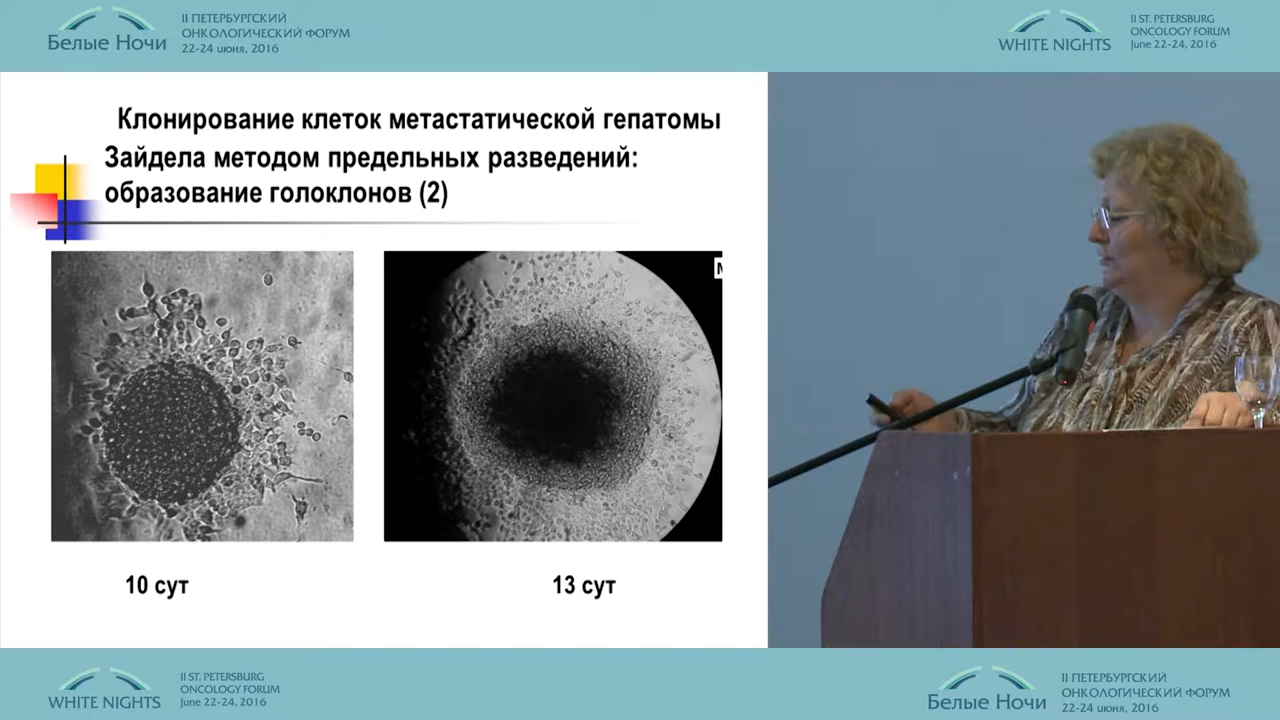 II ПЕТЕРБУРГСКИЙ
ОНКОЛОГИЧЕСКИЙ ФОРУМ
Белые Ночи
22-24 июня, 2016
II ST. PETERSBURG
ONCOLOGY FORUM
WHITE NIGHTS
June 22-24, 2016
Клонирование клеток метастатической гепатомы
Зайдела методом предельных разведений:
образование голоклонов (2)
10 сут
13 сут
II ST. PETERSBURG
ONCOLOGY FORUM
WHITE NIGHTS
June 22-24, 2016
II ПЕТЕРБУРГСКИЙ
ОНКОЛОГИЧЕСКИЙ ФОРУМ
Белые Ночи
22-24 июня, 2016